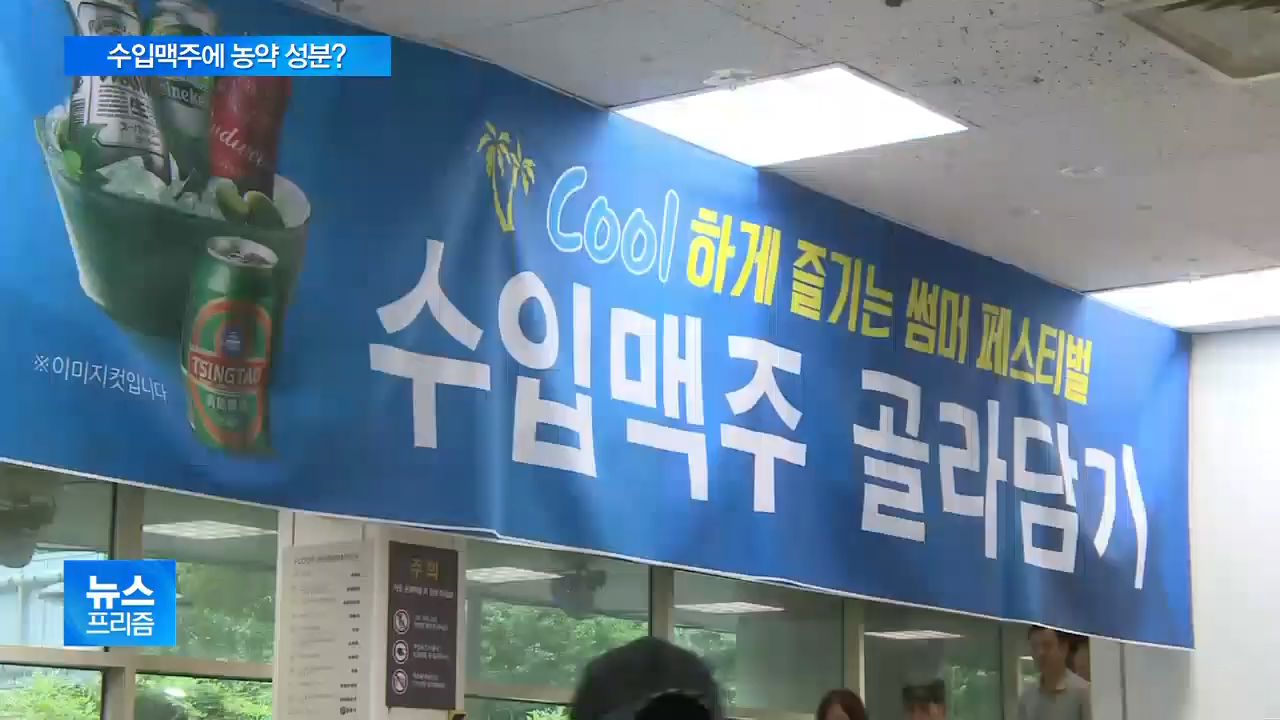 수입맥주에 농약 성분?
Cool 하게 즐기는 썸머 페스티벌
수입맥주 골라담기
TSINGTAO
※이미지컷입니다
주 의
뉴스
프리즘